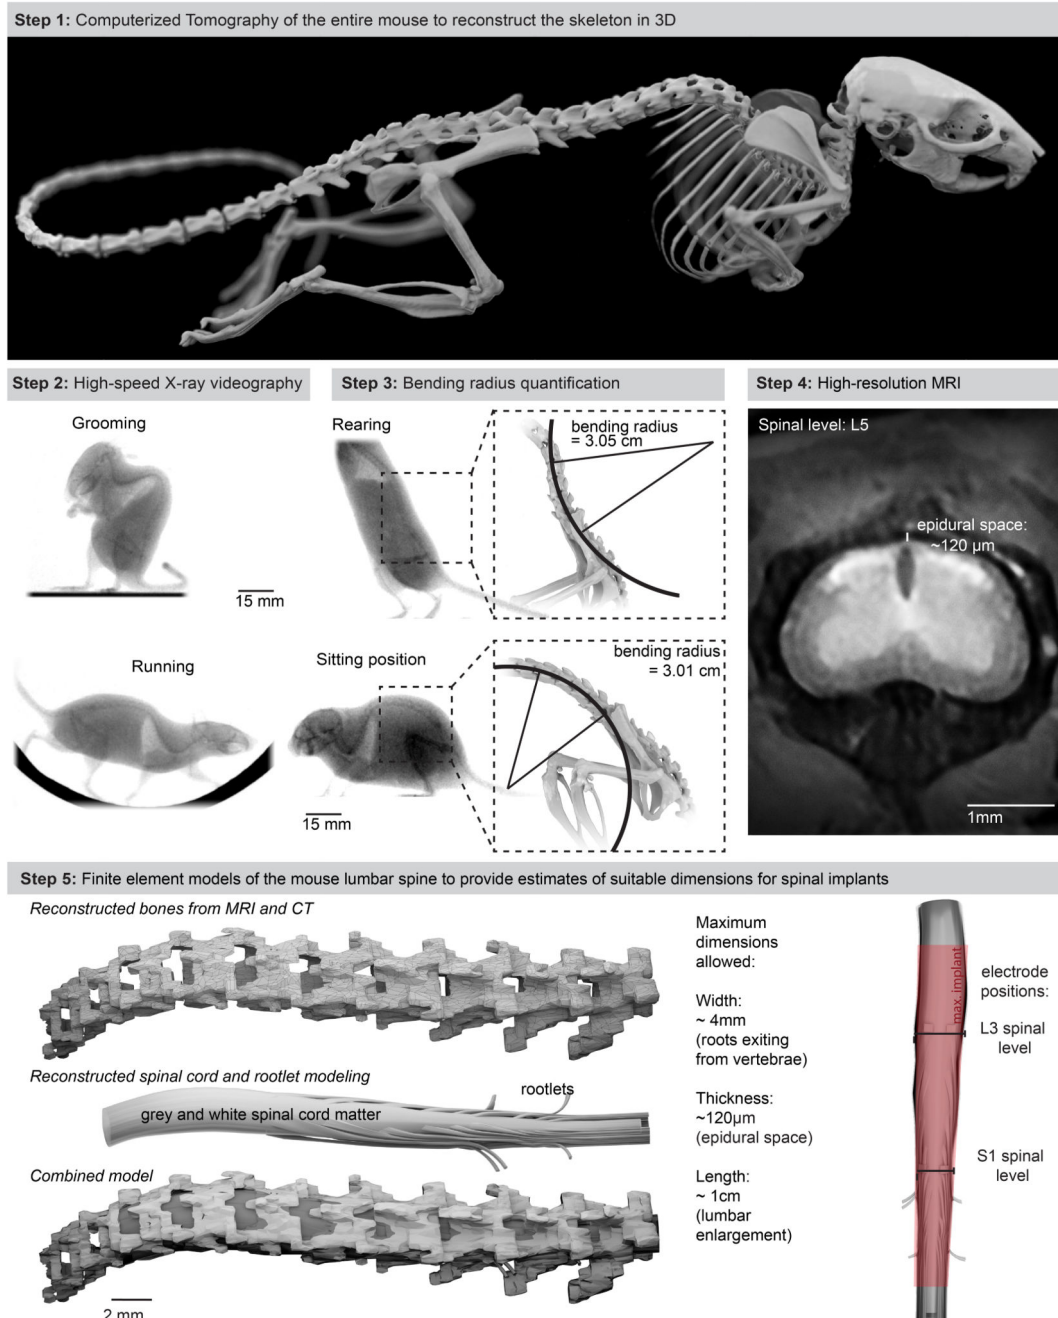 Step 1: Computerized Tomography of the entire mouse to reconstruct the skeleton in 3D
Step 2: High-speed X-ray videography
Grooming
15 mm
Running
Step 3: Bending radius quantification
Rearing
bending radius
= 3.05 cm
Sitting position
15 mm
bending radius
= 3.01 cm
Step 4: High-resolution MRI
Spinal level: L5
epidural space:
~120 µm
1mm
Step 5: Finite element models of the mouse lumbar spine to provide estimates of suitable dimensions for spinal implants
Reconstructed bones from MRI and CT
Reconstructed spinal cord and rootlet modeling
rootlets
grey and white spinal cord matter
Combined model
2 mm
Maximum
dimensions
allowed:
Width:
~ 4mm
(roots exiting
from vertebrae)
Thickness:
~120µm
(epidural space)
Length:
~ 1cm
(lumbar
enlargement)
max. implant
electrode
positions:
L3 spinal
level
S1 spinal
level